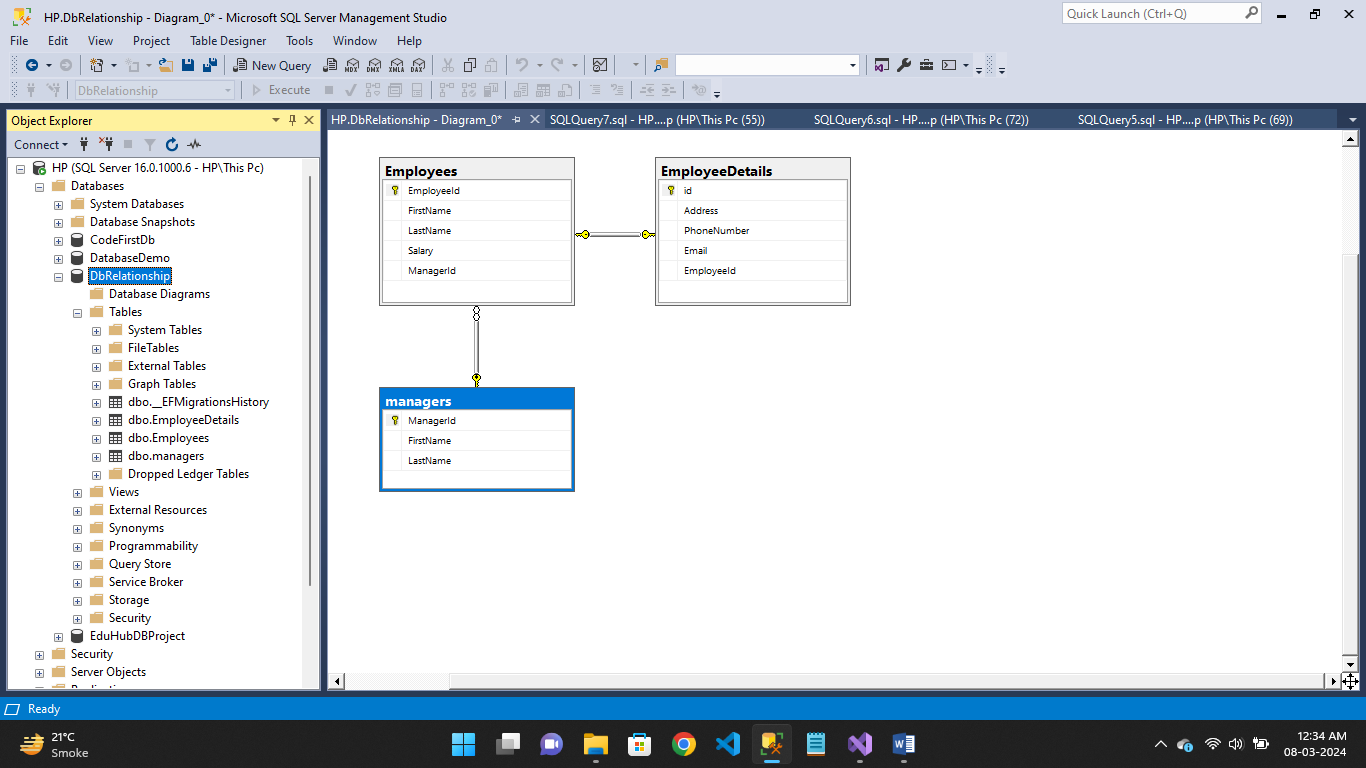 HP.DbRelationship - Diagram_0* - Microsoft SQL Server Management Studio
Quick Launch (Ctrl+Q)
File Edit View Project Table Designer Tools Window Help
New Query MDX DMX XMLA DAX
DbRelationship Execute
Object Explorer
Connect
HP (SQL Server 16.0.1000.6 - HP\This Pc)
Databases
System Databases
Database Snapshots
CodeFirstDb
DatabaseDemo
DbRelationship
Database Diagrams
Tables
System Tables
FileTables
External Tables
Graph Tables
dbo.__EFMigrationsHistory
dbo.EmployeeDetails
dbo.Employees
dbo.managers
Dropped Ledger Tables
Views
External Resources
Synonyms
Programmability
Query Store
Service Broker
Storage
Security
EduHubDBProject
Security
Server Objects
HP.DbRelationship - Diagram_0* SQLQuery7.sql - HP....p (HP\This Pc (55)) SQLQuery6.sql - HP....p (HP\This Pc (72)) SQLQuery5.sql - HP....p (HP\This Pc (69))
Employees
EmployeeId
FirstName
LastName
Salary
ManagerId
EmployeeDetails
id
Address
PhoneNumber
Email
EmployeeId
managers
ManagerId
FirstName
LastName
Ready
21°C
Smoke
12:34 AM
08-03-2024